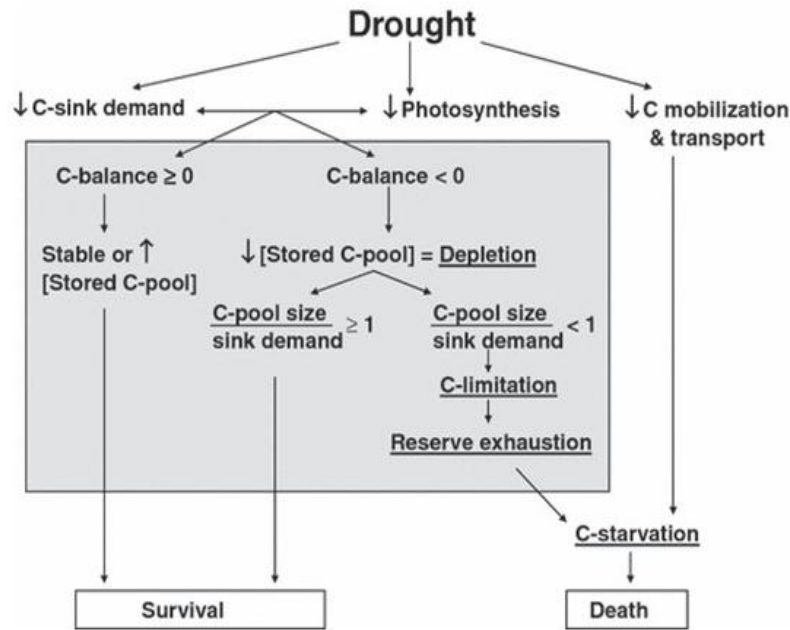 Drought
↓ C-sink demand
↓ Photosynthesis
↓ C mobilization
& transport
C-balance ≥ 0
C-balance < 0
Stable or ↑
[Stored C-pool]
↓ [Stored C-pool] = Depletion
C-pool size
sink demand ≥ 1
C-pool size
sink demand < 1
C-limitation
Reserve exhaustion
C-starvation
Survival
Death